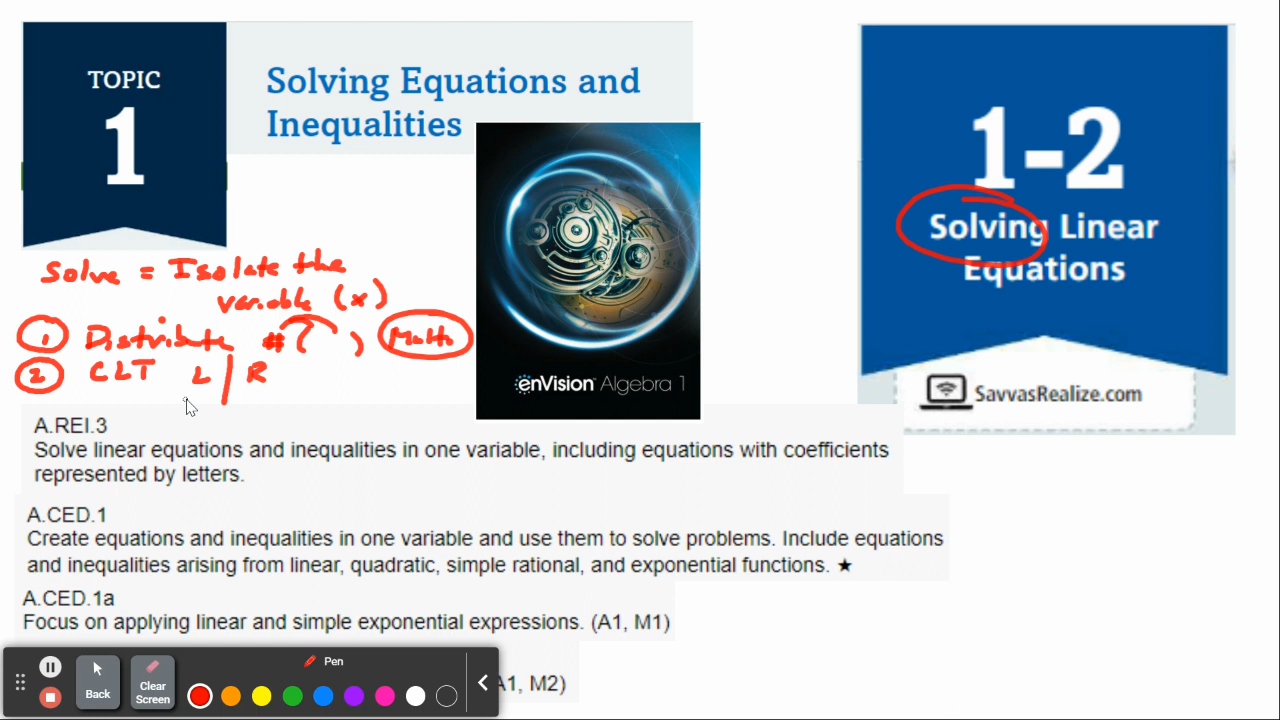 TOPIC
1
Solving Equations and
Inequalities
1-2
Solving Linear
Equations
SavvasRealize.com
enVision Algebra 1
Solve = Isolate the
variable (x)
1 Distribute #( ) Math
2 CLT L | R
A.REI.3
Solve linear equations and inequalities in one variable, including equations with coefficients
represented by letters.
A.CED.1
Create equations and inequalities in one variable and use them to solve problems. Include equations
and inequalities arising from linear, quadratic, simple rational, and exponential functions. ★
A.CED.1a
Focus on applying linear and simple exponential expressions. (A1, M1)
A1, M2)
Pen
Back
Clear
Screen